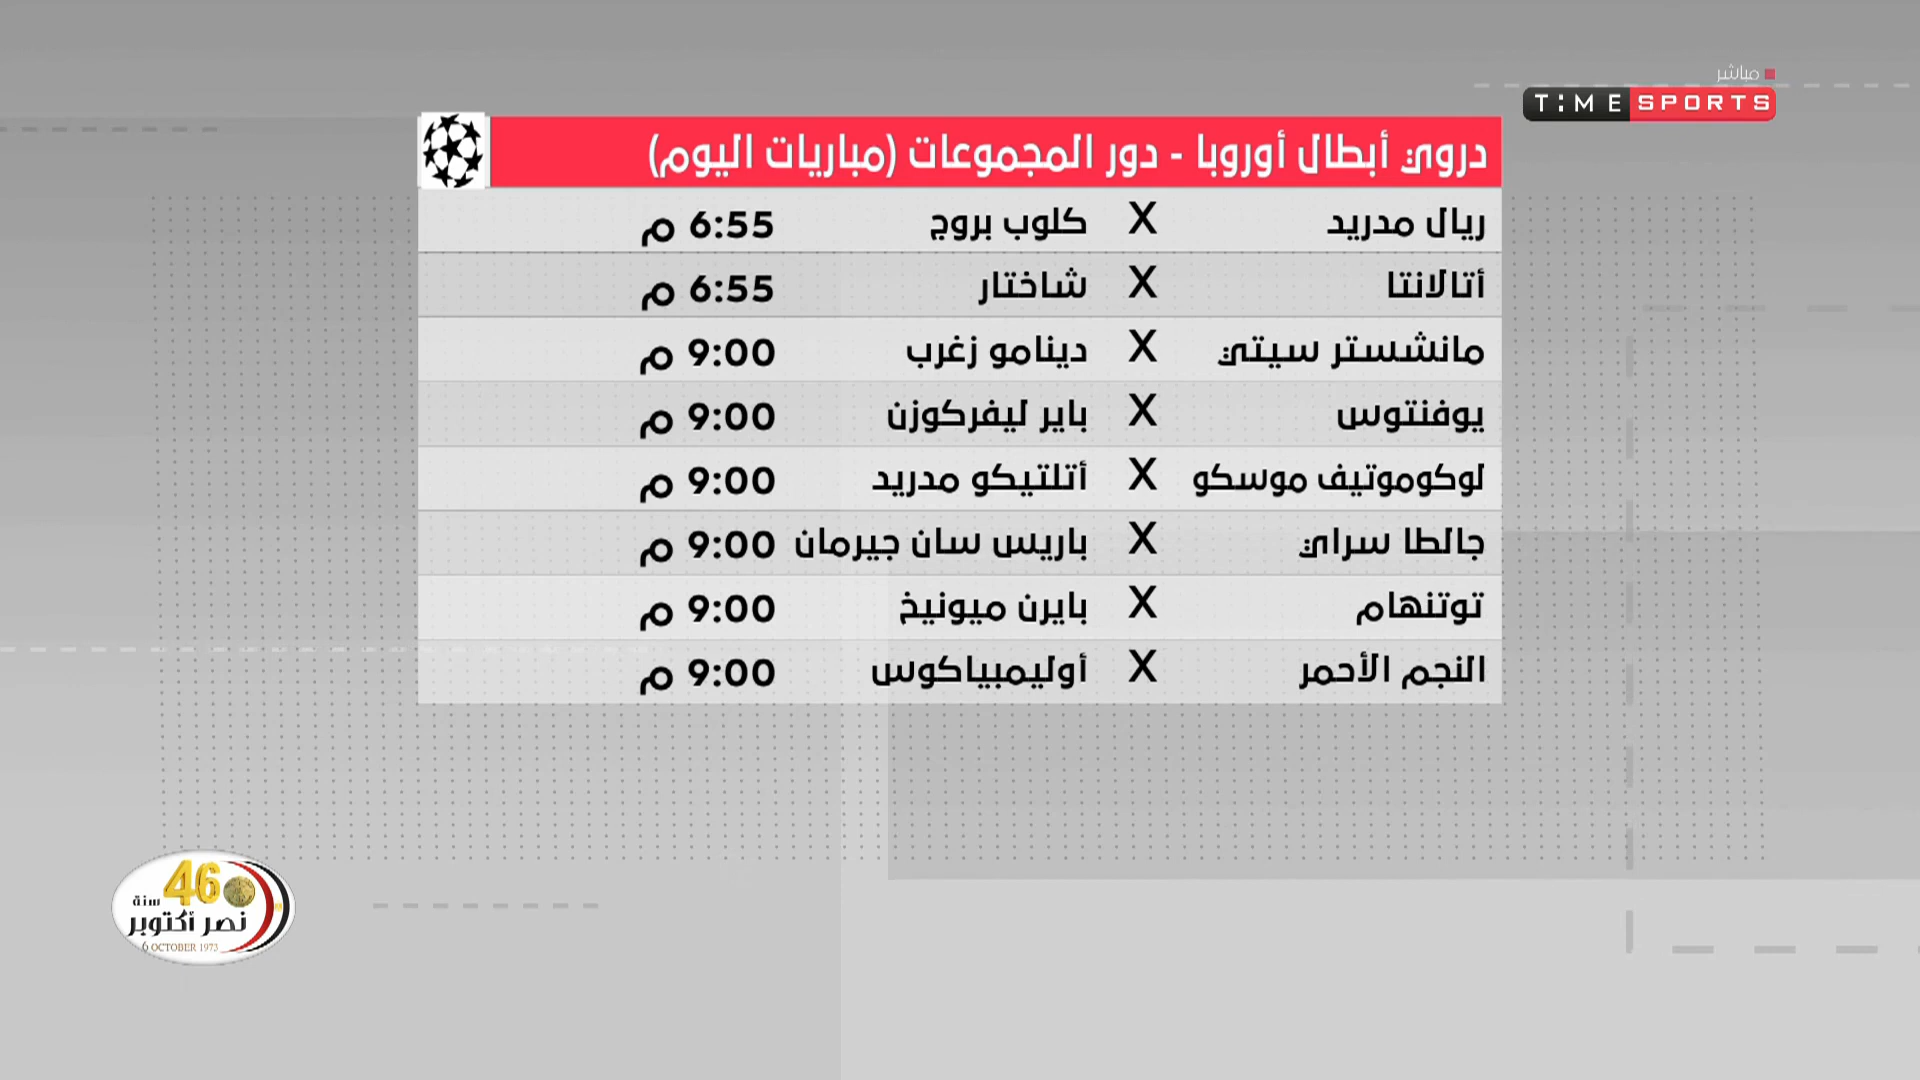 مباشر
TIME SPORTS
دروي أبطال أوروبا - دور المجموعات (مباريات اليوم)
ريال مدريد X كلوب بروج 6:55 م
أتالانتا X شاختار 6:55 م
مانشستر سيتي X دينامو زغرب 9:00 م
يوفنتوس X باير ليفركوزن 9:00 م
لوكوموتيف موسكو X أتلتيكو مدريد 9:00 م
جالطا سراي X باريس سان جيرمان 9:00 م
توتنهام X بايرن ميونيخ 9:00 م
النجم الأحمر X أوليمبياكوس 9:00 م
46
سنة
نصر أكتوبر
6 OCTOBER 1973